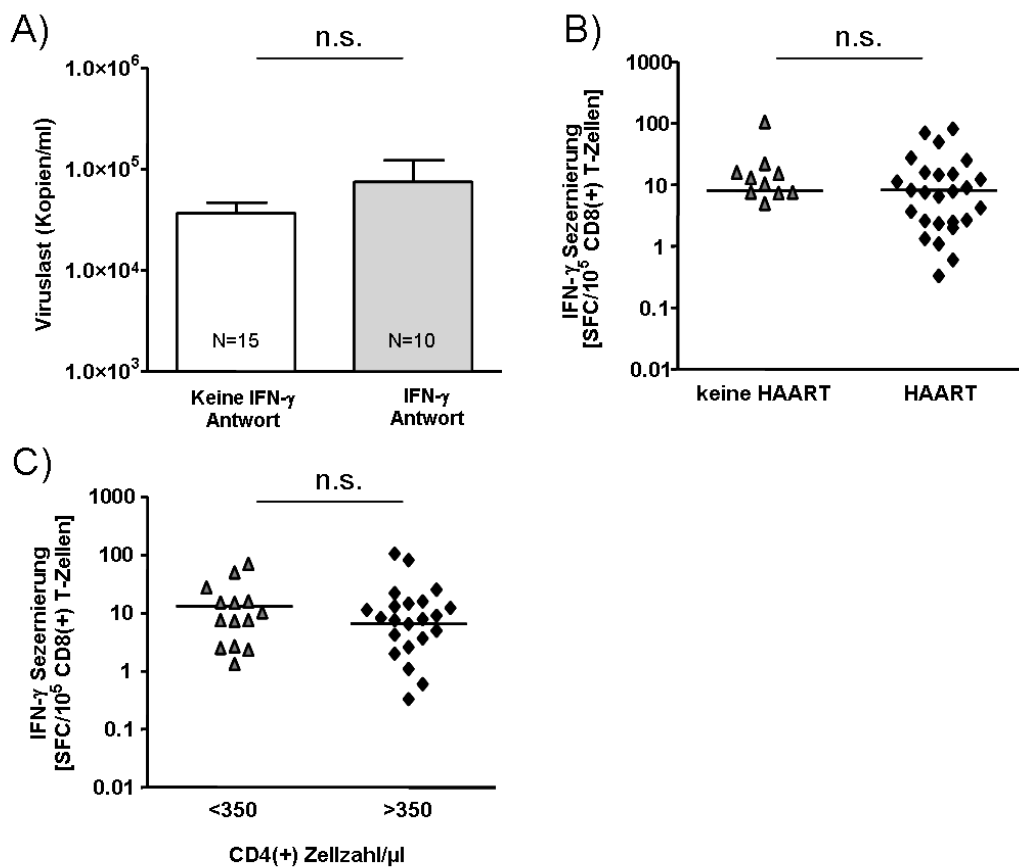 A)
n.s.
1.0×10⁶
1.0×10⁵
1.0×10⁴
1.0×10³
Viruslast (Kopien/ml)
N=15
N=10
Keine IFN-γ
Antwort
IFN-γ
Antwort
B)
n.s.
1000
100
10
1
0.1
0.01
IFN-γ Sezernierung
[SFC/10⁵ CD8(+) T-Zellen]
keine HAART
HAART
C)
n.s.
1000
100
10
1
0.1
0.01
IFN-γ Sezernierung
[SFC/10⁵ CD8(+) T-Zellen]
<350
>350
CD4(+) Zellzahl/µl